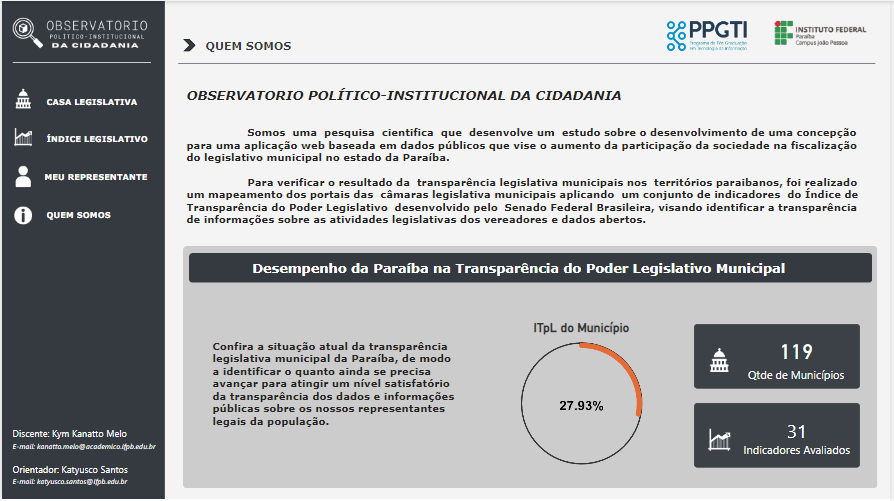 OBSERVATORIO
POLÍTICO-INSTITUCIONAL
DA CIDADANIA
CASA LEGISLATIVA
ÍNDICE LEGISLATIVO
MEU REPRESENTANTE
QUEM SOMOS
Discente: Kym Kanatto Melo
E-mail: kanatto.melo@academico.ifpb.edu.br
Orientador: Katyusco Santos
E-mail: katyusco.santos@ifpb.edu.br
QUEM SOMOS
PPGTI
Programa de Pós-Graduação
em Tecnologia da Informação
INSTITUTO FEDERAL
Paraíba
Campus João Pessoa
OBSERVATORIO POLÍTICO-INSTITUCIONAL DA CIDADANIA
Somos uma pesquisa cientifica que desenvolve um estudo sobre o desenvolvimento de uma concepção
para uma aplicação web baseada em dados públicos que vise o aumento da participação da sociedade na fiscalização
do legislativo municipal no estado da Paraíba.
Para verificar o resultado da transparência legislativa municipais nos territórios paraibanos, foi realizado
um mapeamento dos portais das câmaras legislativa municipais aplicando um conjunto de indicadores do Índice de
Transparência do Poder Legislativo desenvolvido pelo Senado Federal Brasileira, visando identificar a transparência
de informações sobre as atividades legislativas dos vereadores e dados abertos.
Desempenho da Paraíba na Transparência do Poder Legislativo Municipal
Confira a situação atual da transparência
legislativa municipal da Paraíba, de modo
a identificar o quanto ainda se precisa
avançar para atingir um nível satisfatório
da transparência dos dados e informações
públicas sobre os nossos representantes
legais da população.
ITpL do Município
27.93%
119
Qtde de Municípios
31
Indicadores Avaliados